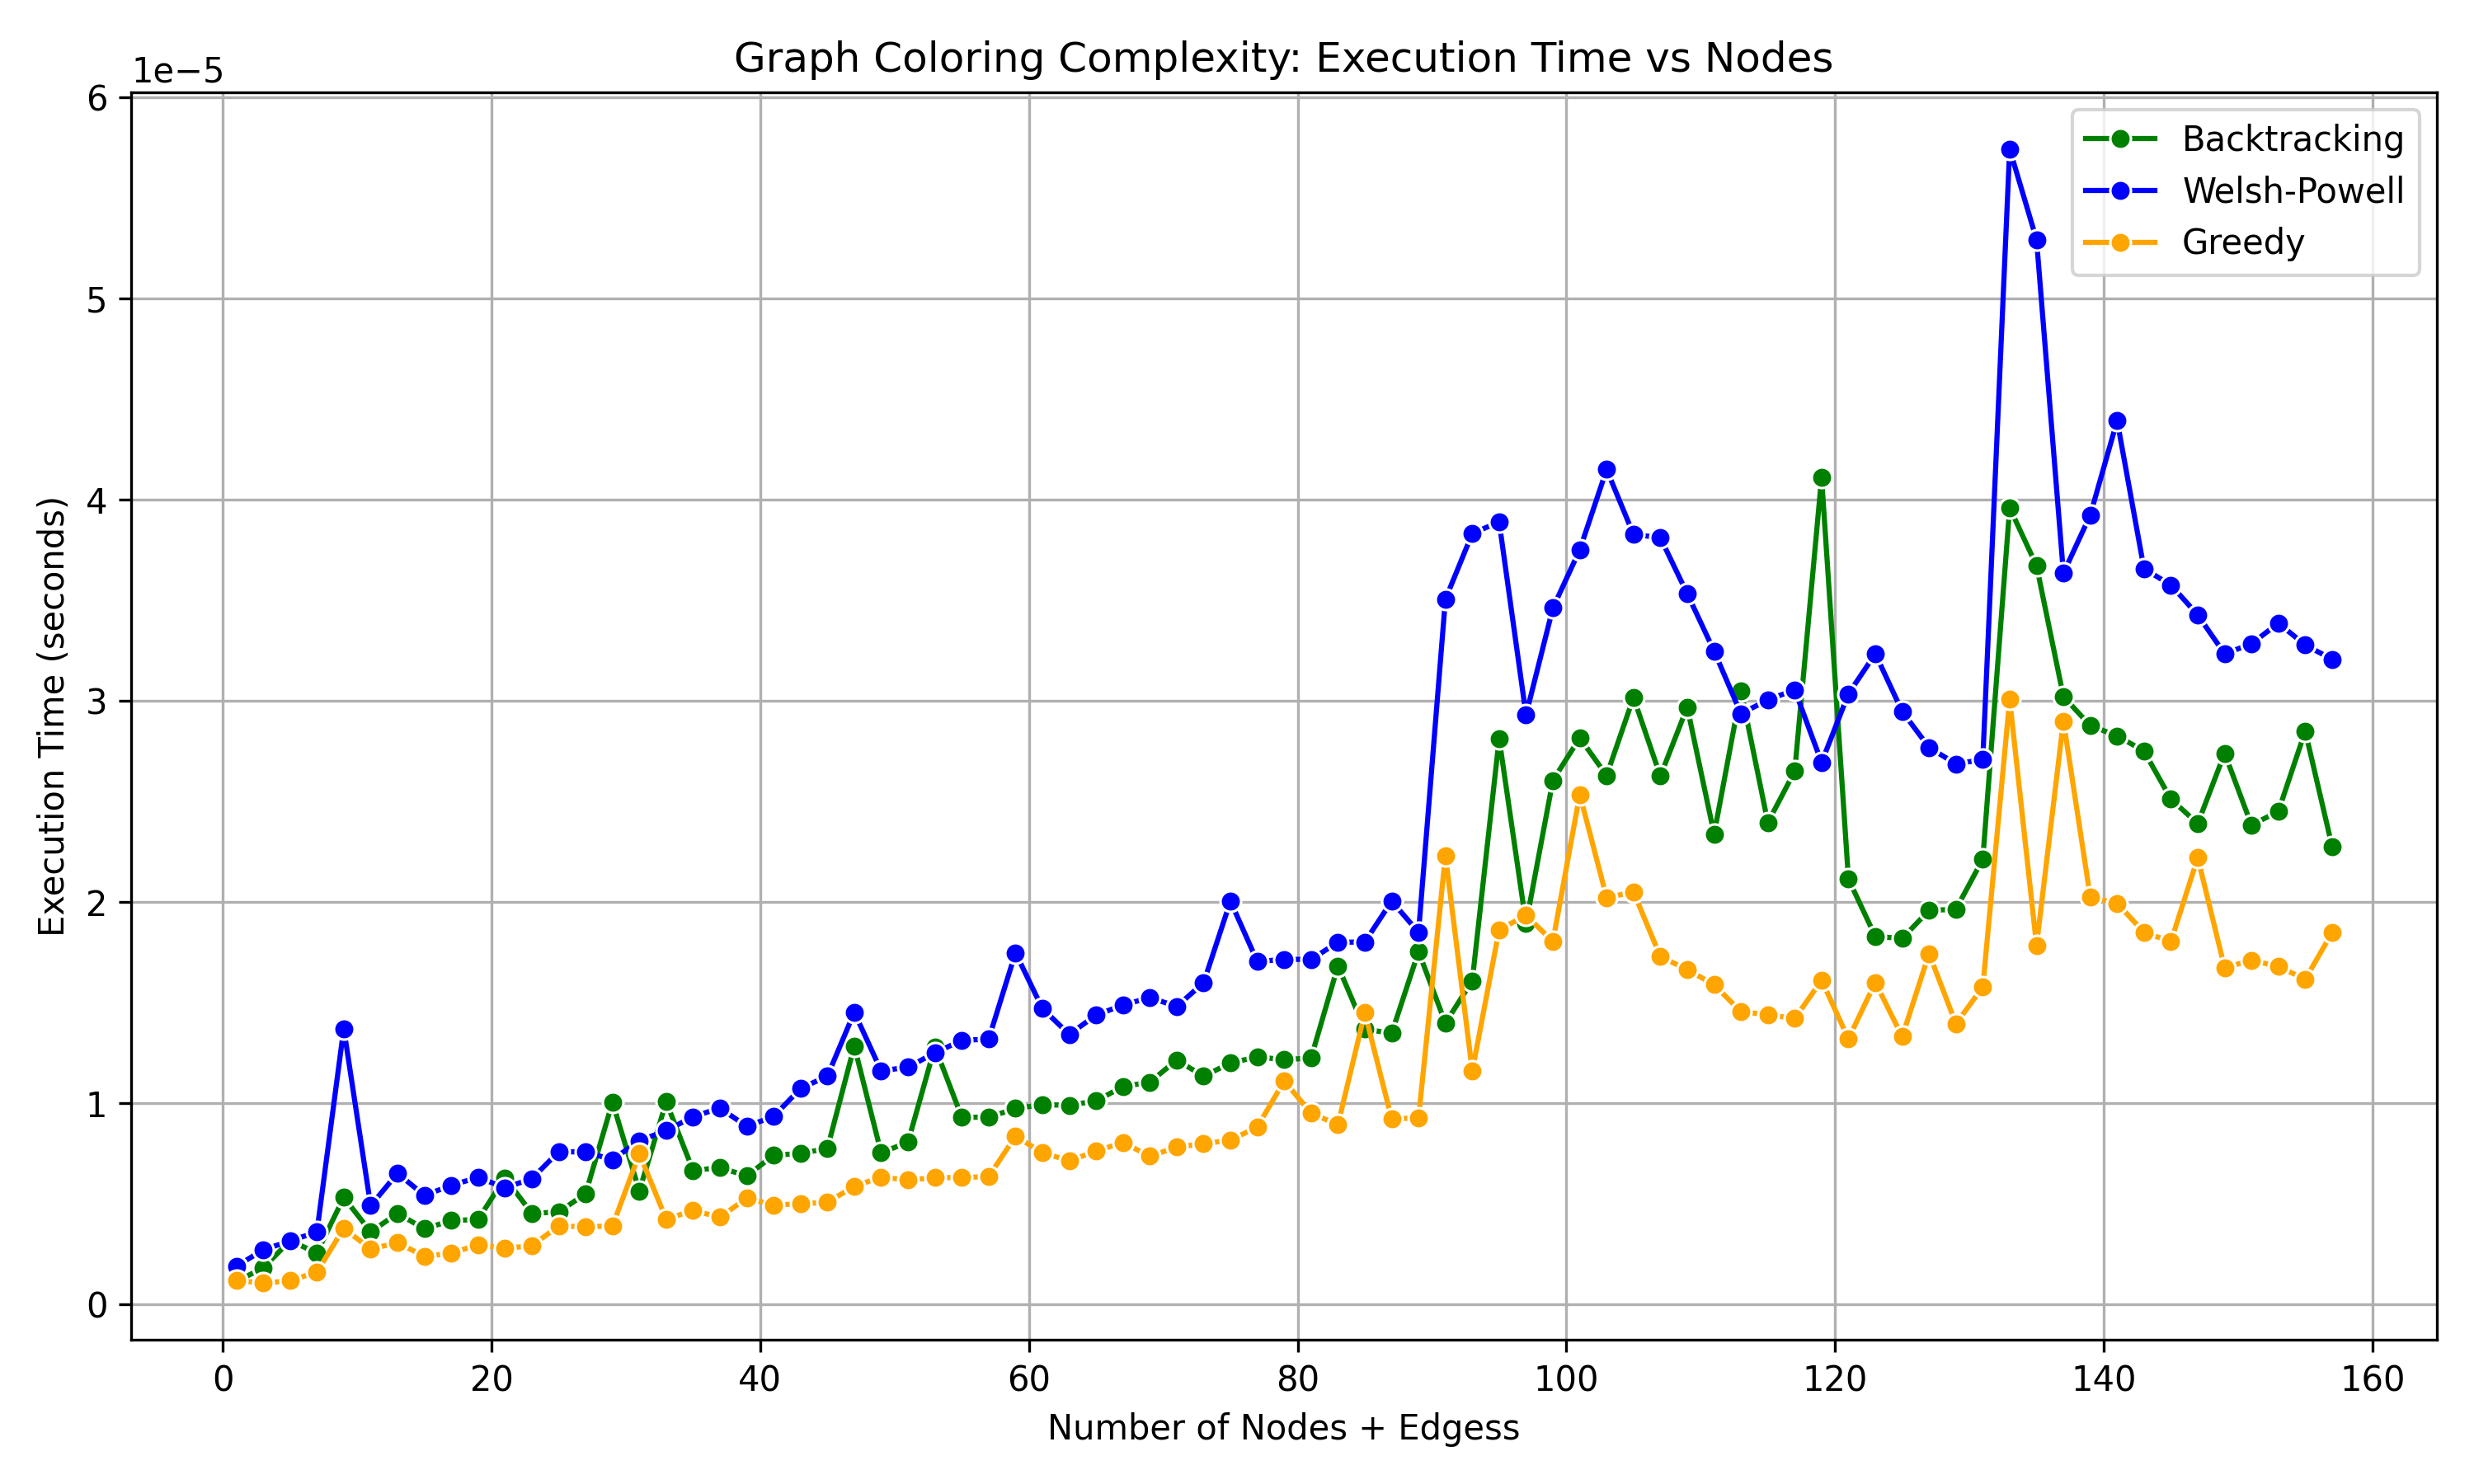 Graph Coloring Complexity: Execution Time vs Nodes
1e−5
6
5
4
3
2
1
0
Execution Time (seconds)
Backtracking
Welsh-Powell
Greedy
0 20 40 60 80 100 120 140 160
Number of Nodes + Edgess